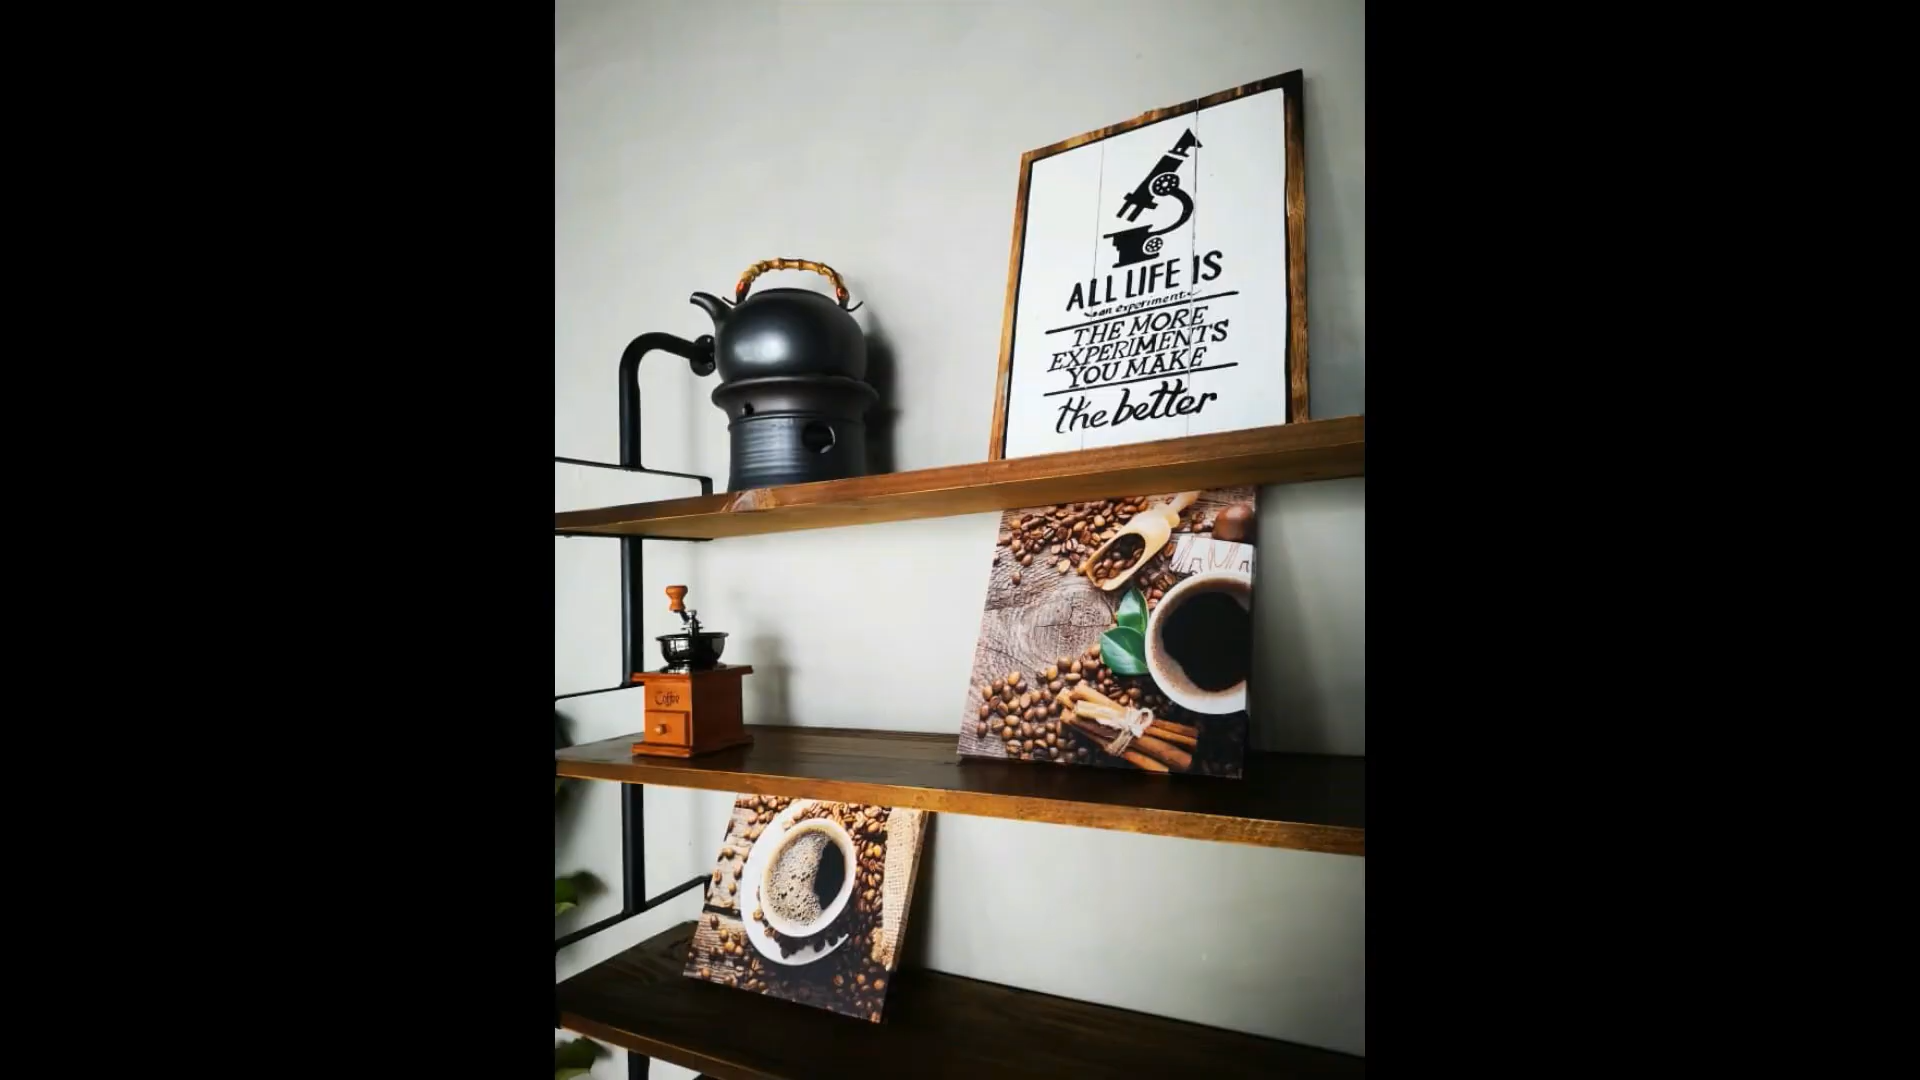 ALL LIFE IS
an experiment
THE MORE
EXPERIMENTS
YOU MAKE
the better
Coffee